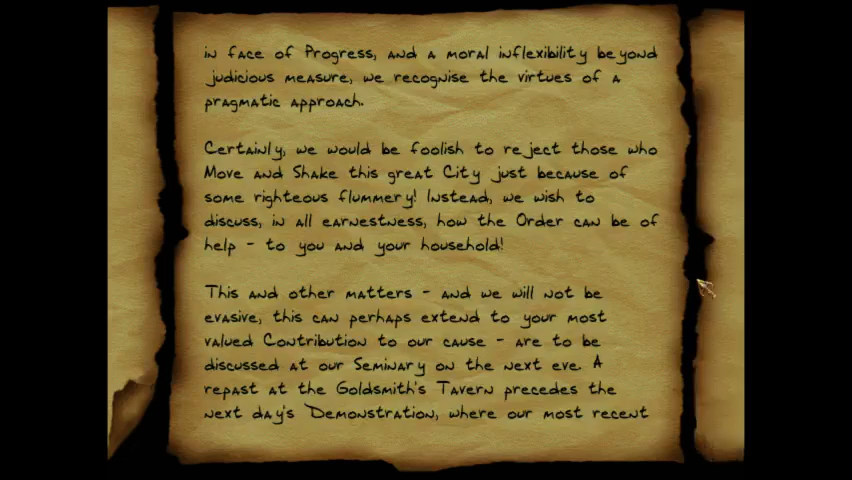 in face of Progress, and a moral inflexibility beyond
judicious measure, we recognise the virtues of a
pragmatic approach.
Certainly, we would be foolish to reject those who
Move and Shake this great City just because of
some righteous flummery! Instead, we wish to
discuss, in all earnestness, how the Order can be of
help - to you and your household!
This and other matters - and we will not be
evasive, this can perhaps extend to your most
valued Contribution to our cause - are to be
discussed at our Seminary on the next eve. A
repast at the Goldsmith's Tavern precedes the
next day's Demonstration, where our most recent